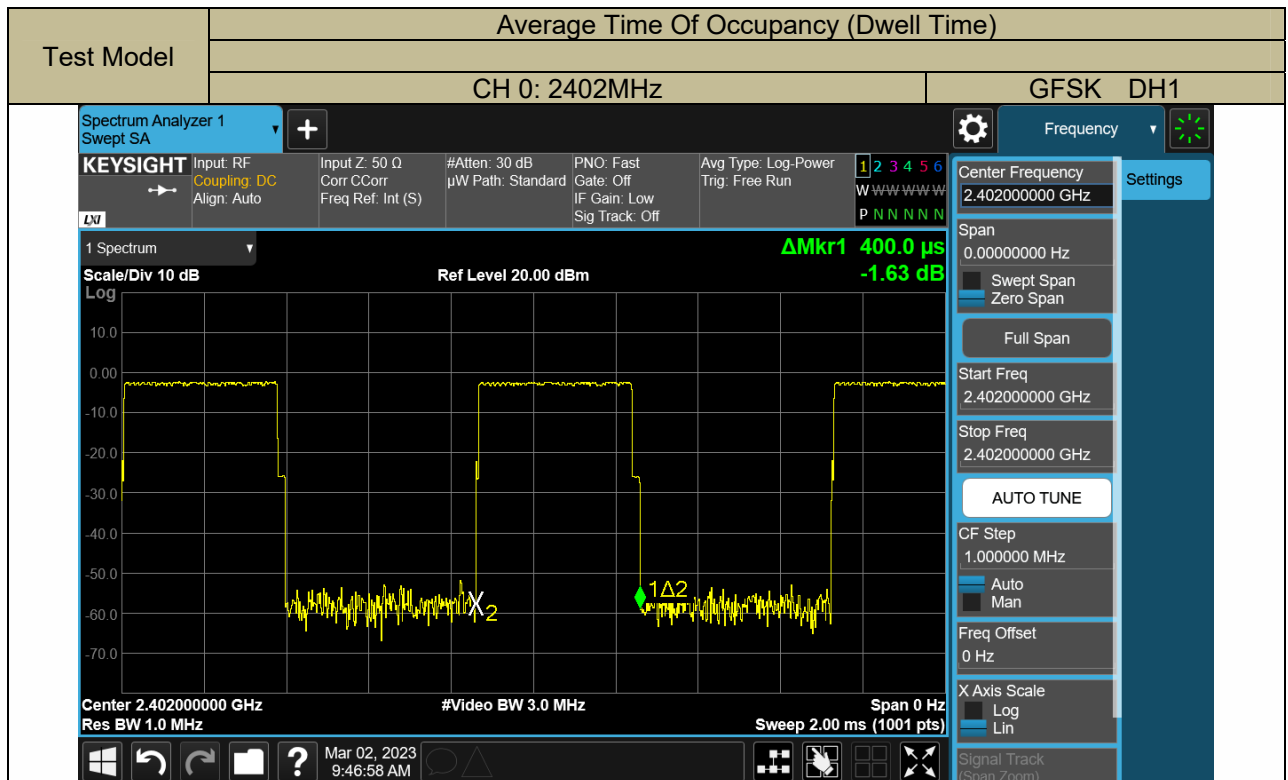 Average Time Of Occupancy (Dwell Time)
Test Model
CH 0: 2402MHz GFSK DH1
Spectrum Analyzer 1
Swept SA
Frequency
KEYSIGHT
LXI
Input: RF
Coupling: DC
Align: Auto
Input Z: 50 Ω
Corr CCorr
Freq Ref: Int (S)
#Atten: 30 dB
µW Path: Standard
PNO: Fast
Gate: Off
IF Gain: Low
Sig Track: Off
Avg Type: Log-Power
Trig: Free Run
1 2 3 4 5 6
W W W W W W
P N N N N N
1 Spectrum
Scale/Div 10 dB
Log
Ref Level 20.00 dBm
ΔMkr1 400.0 µs
-1.63 dB
10.0
0.00
-10.0
-20.0
-30.0
-40.0
-50.0
-60.0
-70.0
X2
1Δ2
Center 2.402000000 GHz
Res BW 1.0 MHz
#Video BW 3.0 MHz
Span 0 Hz
Sweep 2.00 ms (1001 pts)
?
Mar 02, 2023
9:46:58 AM
Center Frequency
2.402000000 GHz
Settings
Span
0.00000000 Hz
Swept Span
Zero Span
Full Span
Start Freq
2.402000000 GHz
Stop Freq
2.402000000 GHz
AUTO TUNE
CF Step
1.000000 MHz
Auto
Man
Freq Offset
0 Hz
X Axis Scale
Log
Lin
Signal Track
(Span Zoom)